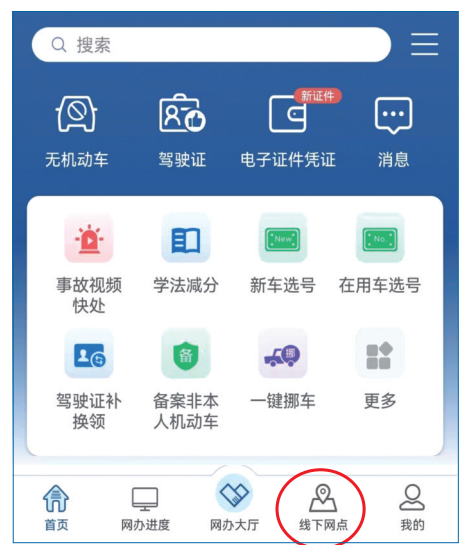 搜索
新证件
无机动车 驾驶证 电子证件凭证 消息
New No.
事故视频快处 学法减分 新车选号 在用车选号
备 挪
驾驶证补换领 备案非本人机动车 一键挪车 更多
首页 网办进度 网办大厅 线下网点 我的